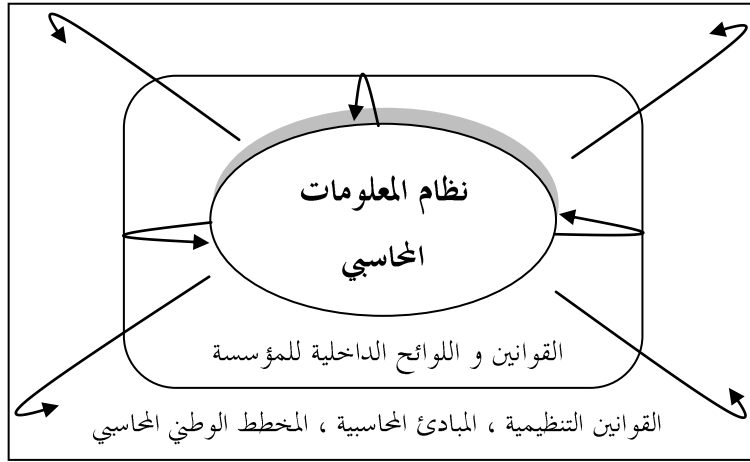 نظام المعلومات
المحاسبي
القوانين و اللوائح الداخلية للمؤسسة
القوانين التنظيمية ، المبادئ المحاسبية ، المخطط الوطني المحاسبي